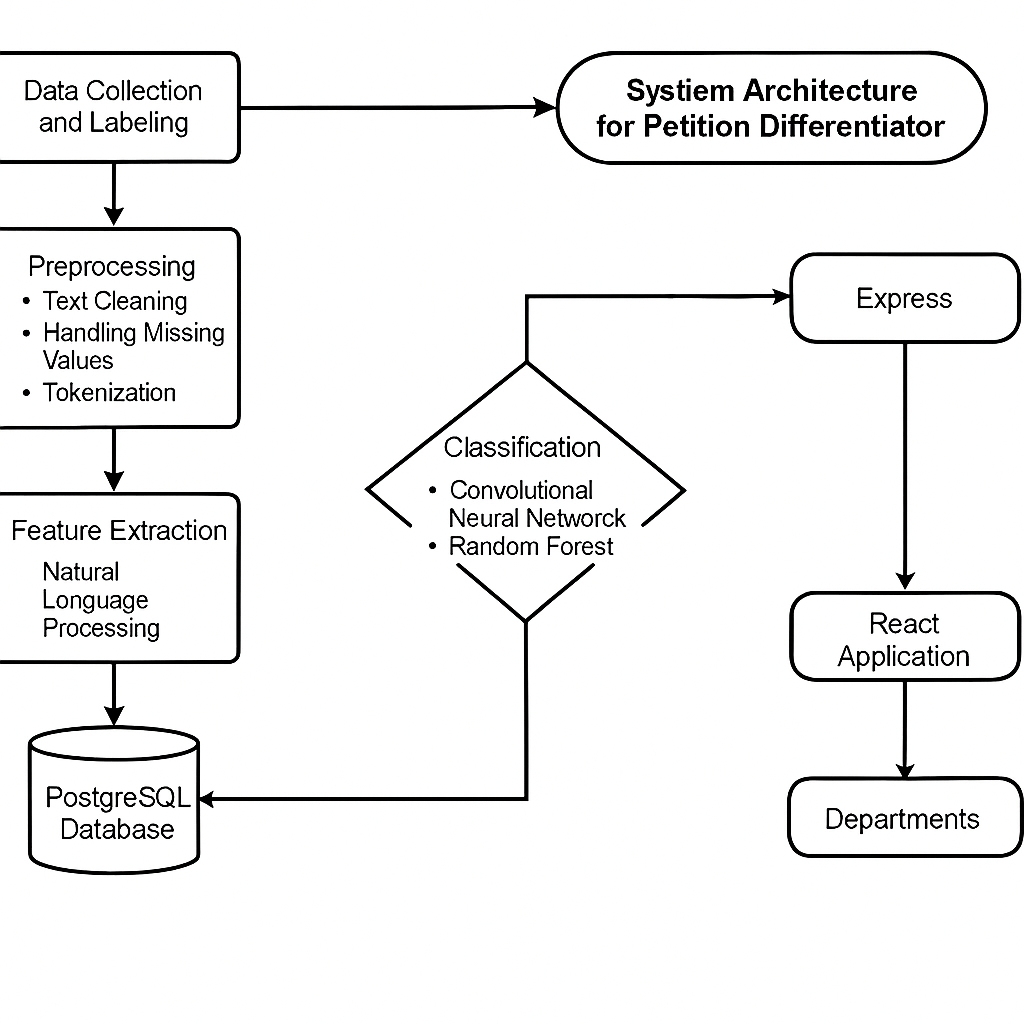 Data Collection
and Labeling
Systiem Architecture
for Petition Differentiator
Preprocessing
• Text Cleaning
• Handling Missing
Values
• Tokenization
Express
Classification
• Convolutional
Neural Networck
• Random Forest
Feature Extraction
Natural
Longuage
Processing
React
Application
PostgreSQL
Database
Departments